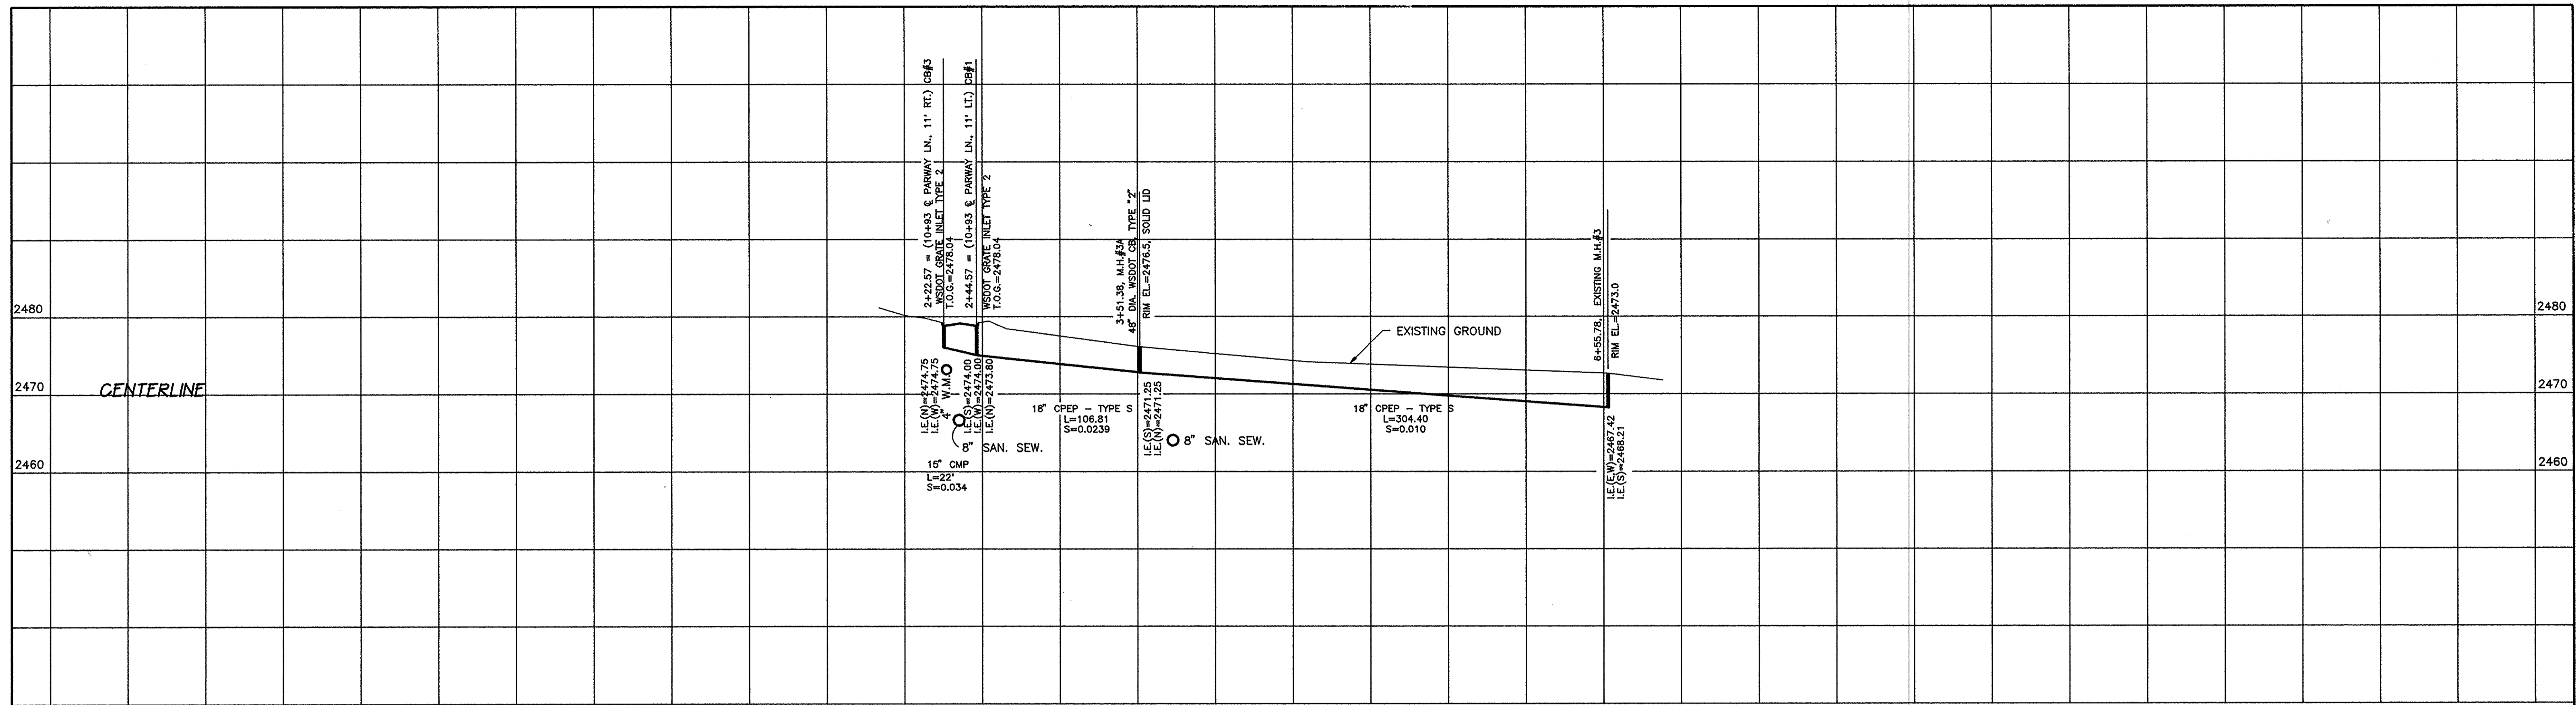 2+22.57 = (10+93 ℄ PARWAY LN., 11' RT.) CB#3
WSDOT GRATE INLET TYPE 2
T.O.G.=2478.04
2+44.57 = (10+93 ℄ PARWAY LN., 11' LT.) CB#1
WSDOT GRATE INLET TYPE 2
T.O.G.=2478.04
3+51.38, M.H.#3A
48" DIA. WSDOT CB, TYPE "2"
RIM EL.=2476.5, SOLID LID
6+55.78, EXISTING M.H.#3
RIM EL.=2473.0
2480
2480
EXISTING GROUND
2470
CENTERLINE
2470
I.E.(N)=2474.75
I.E.(W)=2474.75
4" W.M.
I.E.(S)=2474.00
I.E.(W)=2474.00
I.E.(N)=2473.80
8" SAN. SEW.
15" CMP
L=22'
S=0.034
18" CPEP - TYPE S
L=106.81
S=0.0239
I.E.(S)=2471.25
I.E.(N)=2471.25
8" SAN. SEW.
18" CPEP - TYPE S
L=304.40
S=0.010
I.E.(E,W)=2467.42
I.E.(S)=2468.21
2460
2460